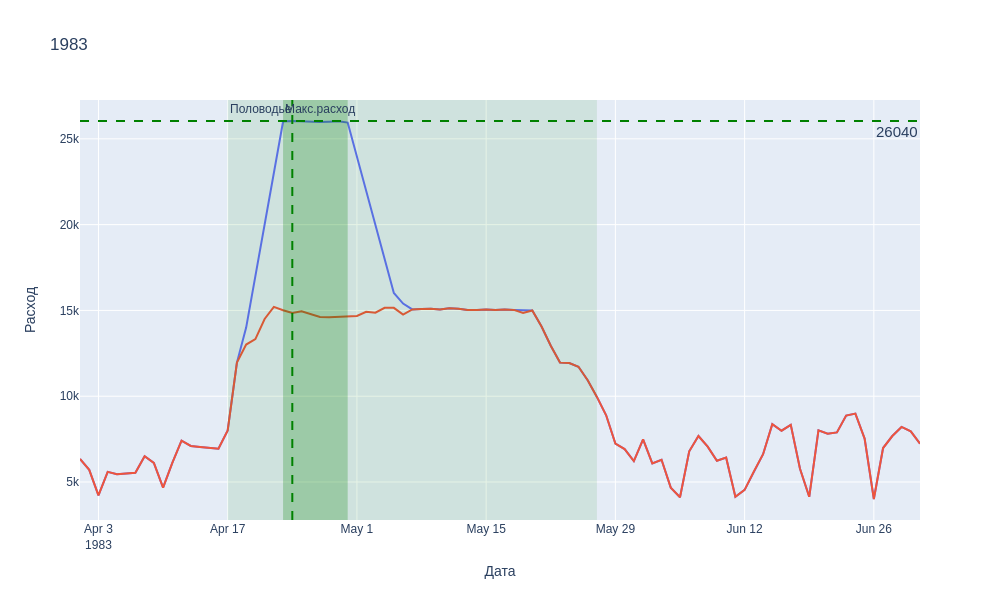 1983
Половодье
Макс.расход
26040
25k
20k
15k
10k
5k
Расход
Apr 3
1983
Apr 17
May 1
May 15
May 29
Jun 12
Jun 26
Дата